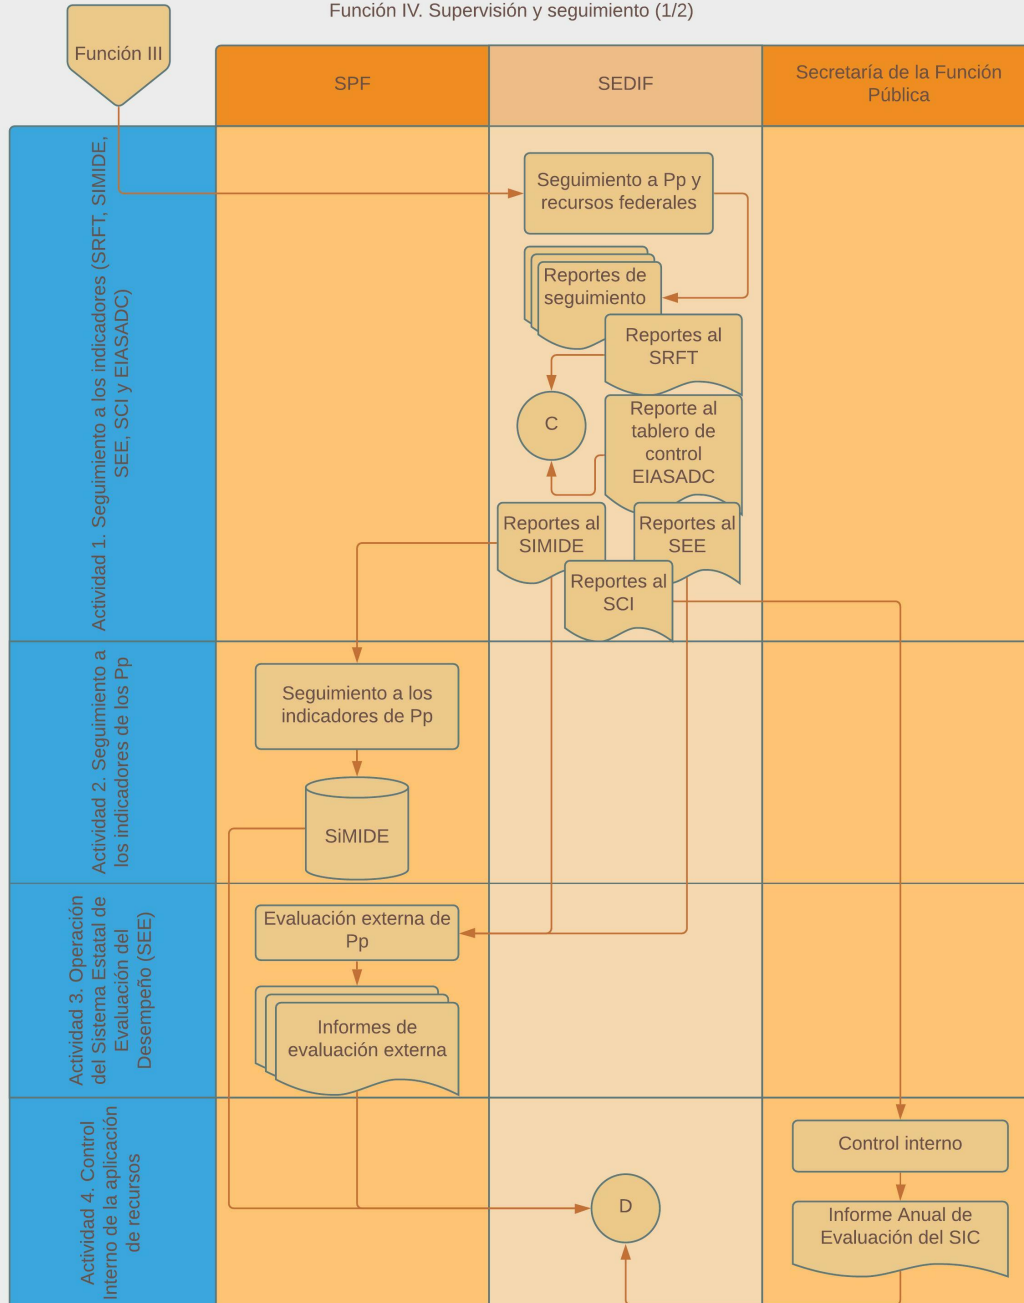 Función IV. Supervisión y seguimiento (1/2)
Función III
SPF
SEDIF
Secretaría de la Función
Pública
Actividad 1. Seguimiento a los indicadores (SRFT, SIMIDE,
SEE, SCI y EIASADC)
Seguimiento a Pp y
recursos federales
Reportes de
seguimiento
Reportes al
SRFT
C
Reporte al
tablero de
control
EIASADC
Reportes al
SIMIDE
Reportes al
SEE
Reportes al
SCI
Actividad 2. Seguimiento a
los indicadores de los Pp
Seguimiento a los
indicadores de Pp
SiMIDE
Actividad 3. Operación
del Sistema Estatal de
Evaluación del
Desempeño (SEE)
Evaluación externa de
Pp
Informes de
evaluación externa
Actividad 4. Control
Interno de la aplicación
de recursos
Control interno
D
Informe Anual de
Evaluación del SIC